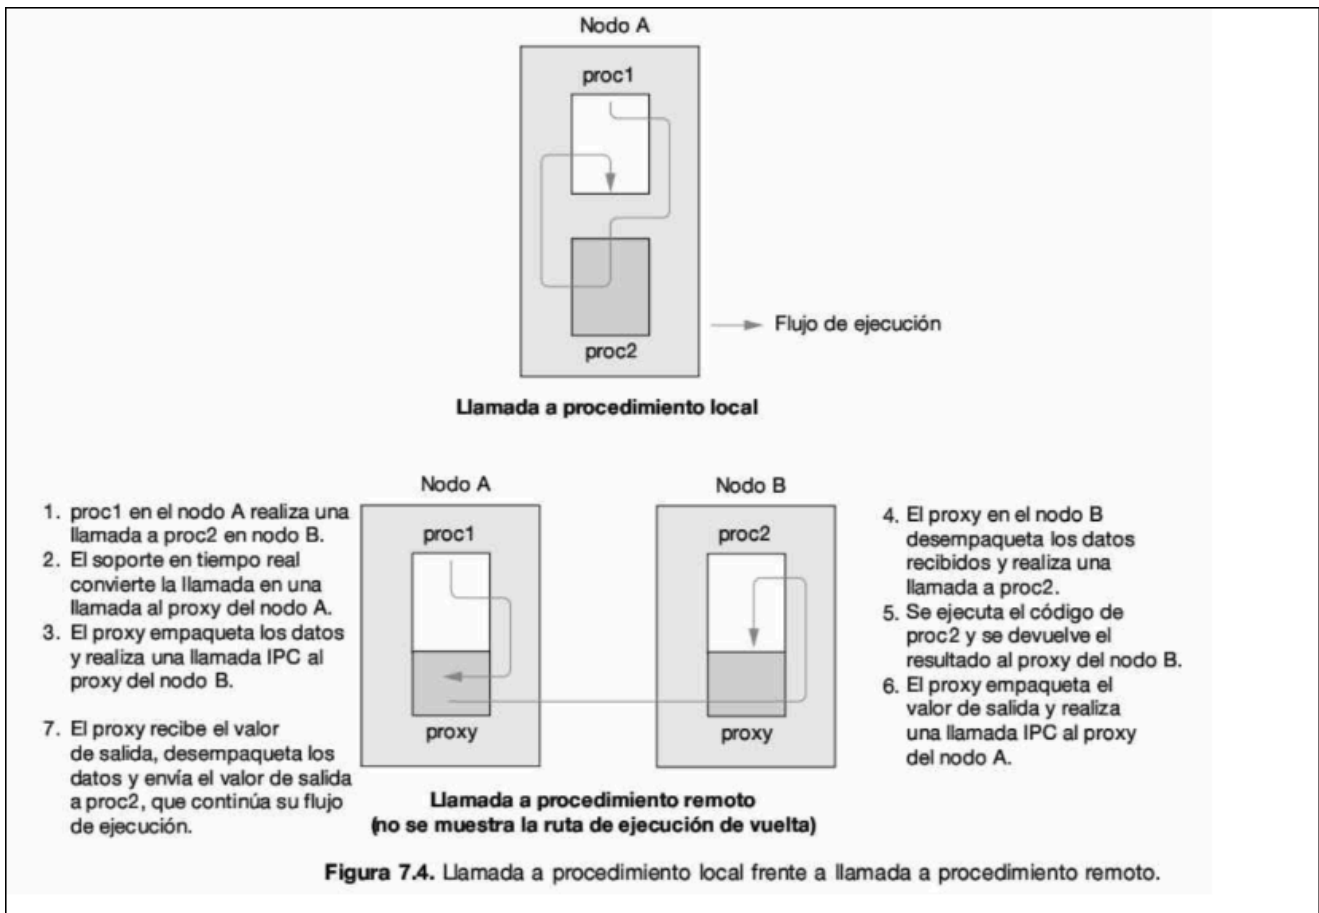 Nodo A
proc1
proc2
Flujo de ejecución
Llamada a procedimiento local
Nodo A
Nodo B
1. proc1 en el nodo A realiza una
llamada a proc2 en nodo B.
2. El soporte en tiempo real
convierte la llamada en una
llamada al proxy del nodo A.
3. El proxy empaqueta los datos
y realiza una llamada IPC al
proxy del nodo B.
7. El proxy recibe el valor
de salida, desempaqueta los
datos y envía el valor de salida
a proc2, que continúa su flujo
de ejecución.
proc1
proxy
proc2
proxy
4. El proxy en el nodo B
desempaqueta los datos
recibidos y realiza una
llamada a proc2.
5. Se ejecuta el código de
proc2 y se devuelve el
resultado al proxy del nodo B.
6. El proxy empaqueta el
valor de salida y realiza
una llamada IPC al proxy
del nodo A.
Llamada a procedimiento remoto
(no se muestra la ruta de ejecución de vuelta)
Figura 7.4. Llamada a procedimiento local frente a llamada a procedimiento remoto.